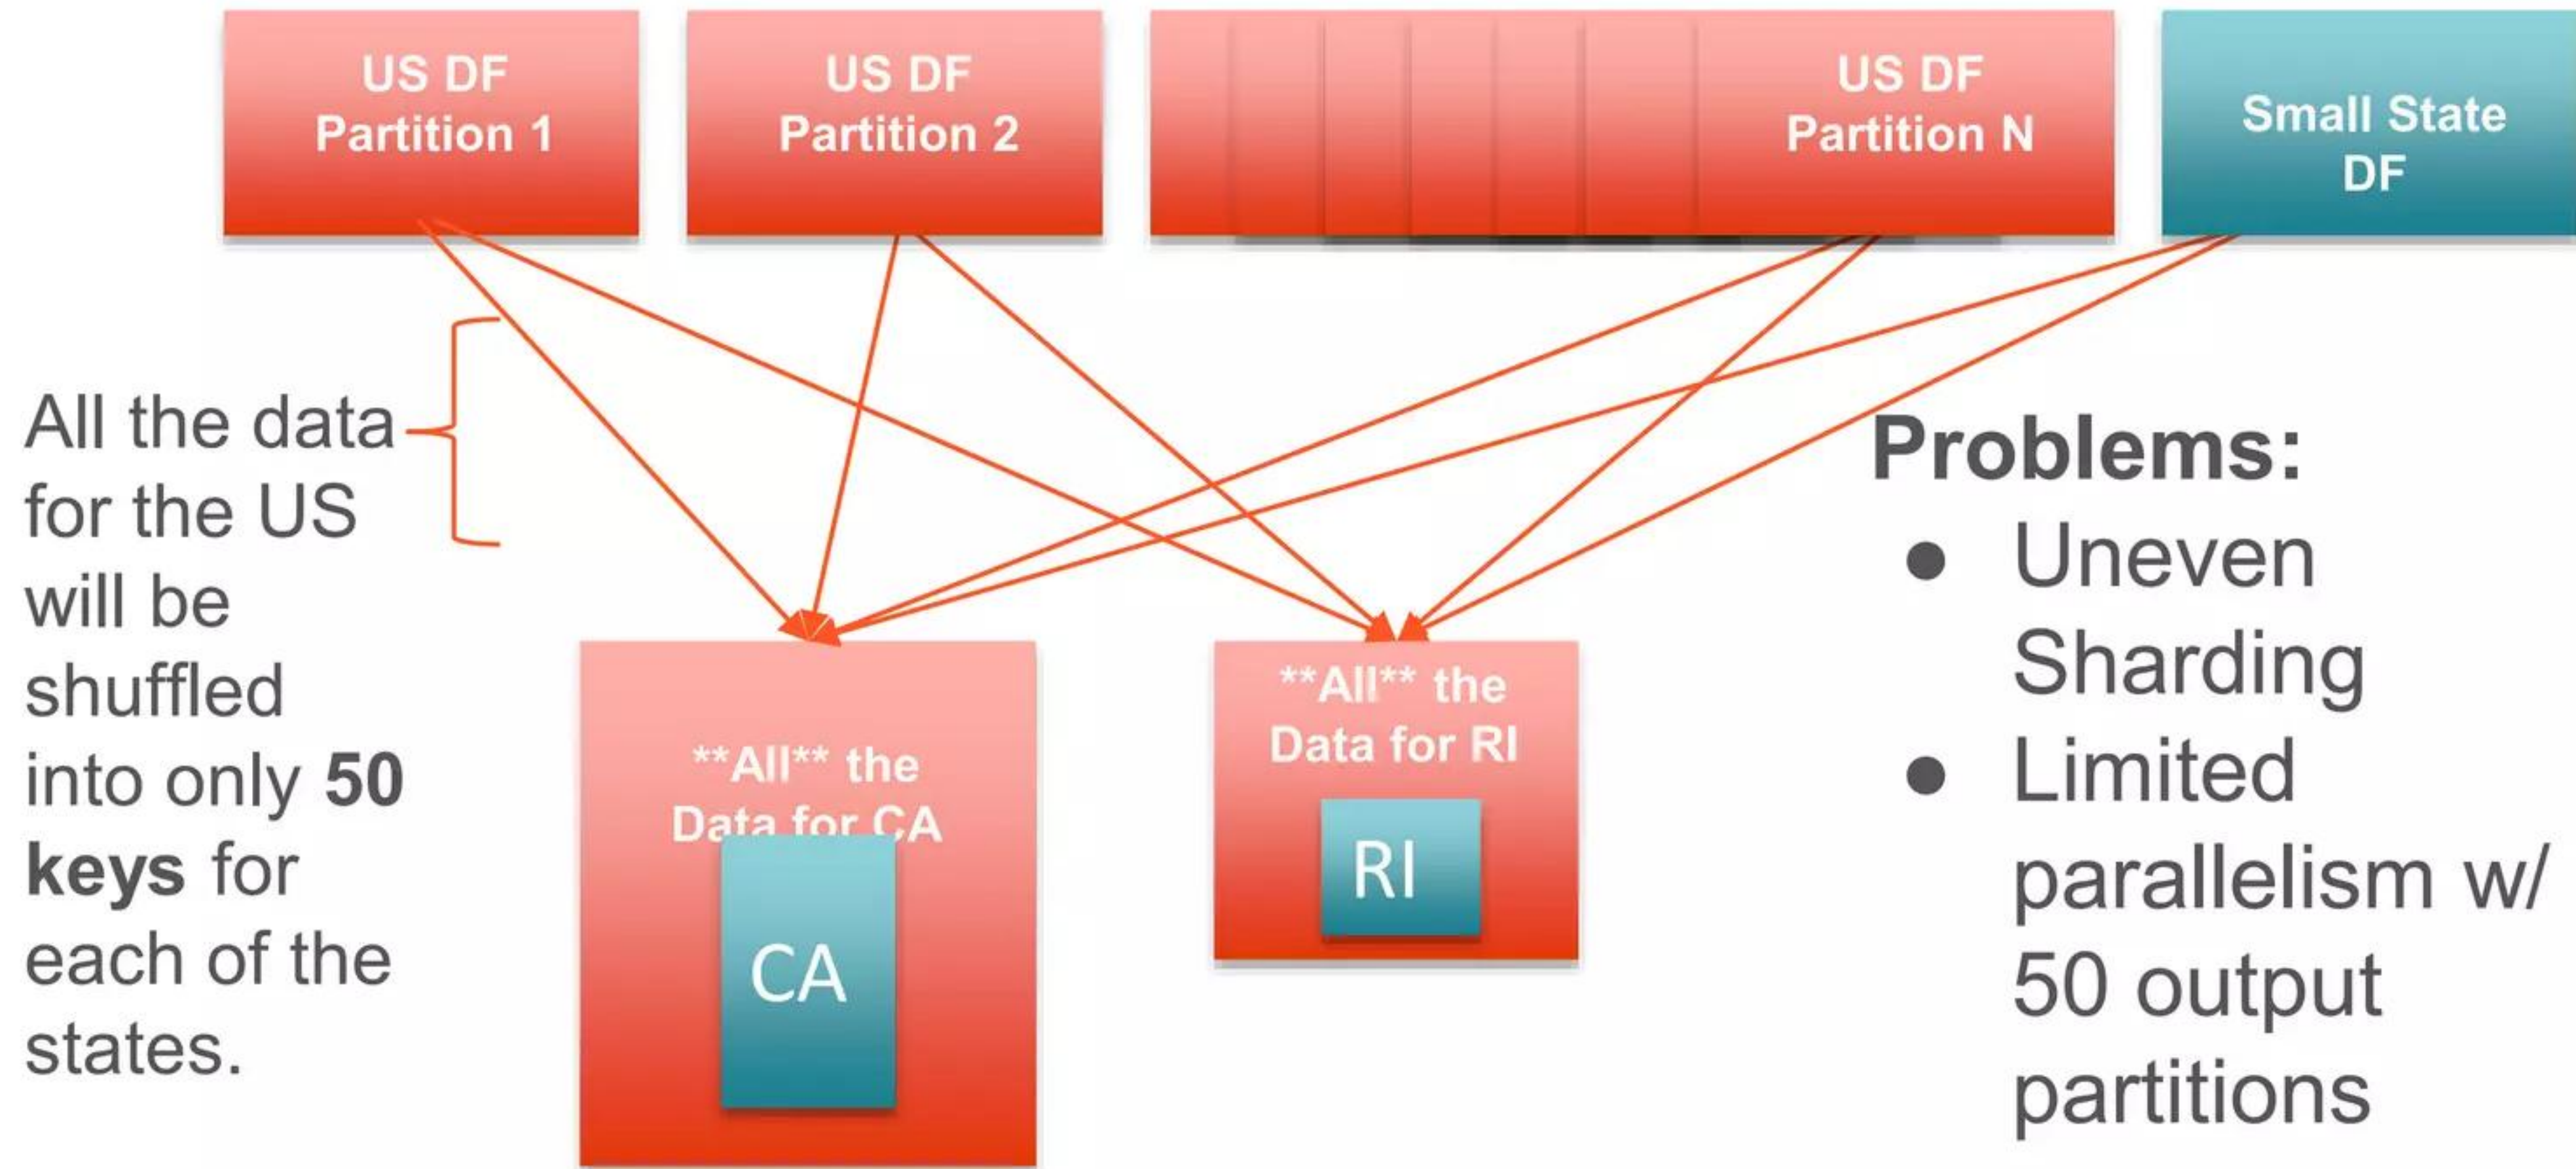 US DF
Partition 1
US DF
Partition 2
US DF
Partition N
Small State
DF
All the data
for the US
will be
shuffled
into only 50
keys for
each of the
states.
**All** the
Data for CA
CA
**All** the
Data for RI
RI
Problems:
● Uneven
Sharding
● Limited
parallelism w/
50 output
partitions